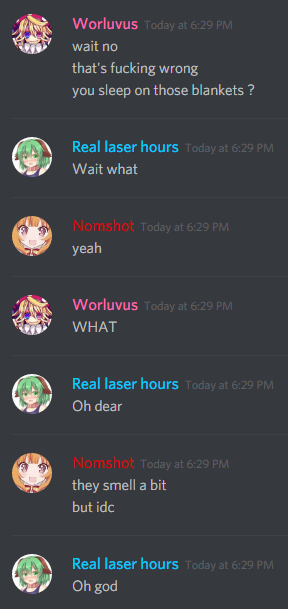 Worluvus Today at 6:29 PM
wait no
that's fucking wrong
you sleep on those blankets ?
Real laser hours Today at 6:29 PM
Wait what
Nomshot Today at 6:29 PM
yeah
Worluvus Today at 6:29 PM
WHAT
Real laser hours Today at 6:29 PM
Oh dear
Nomshot Today at 6:29 PM
they smell a bit
but idc
Real laser hours Today at 6:29 PM
Oh god